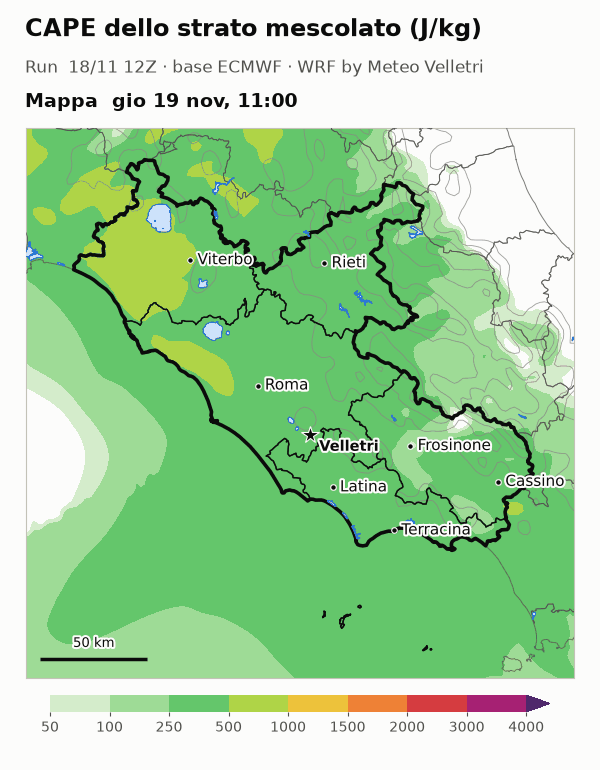 CAPE dello strato mescolato (J/kg)
Run  18/11 12Z · base ECMWF · WRF by Meteo Velletri
Mappa  gio 19 nov, 11:00
Viterbo
Rieti
Roma
Velletri
Frosinone
Latina
Cassino
Terracina
50 km
50 100 250 500 1000 1500 2000 3000 4000